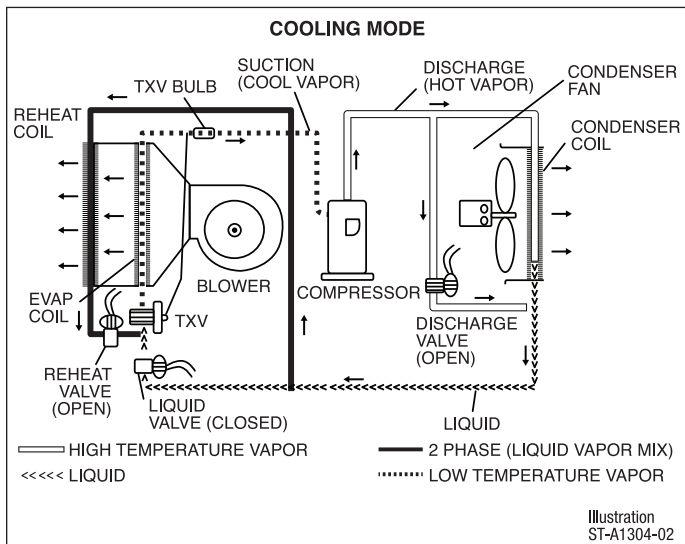 COOLING MODE
SUCTION
(COOL VAPOR)
DISCHARGE
(HOT VAPOR)
CONDENSER
FAN
TXV BULB
REHEAT
COIL
CONDENSER
COIL
BLOWER
COMPRESSOR
EVAP
COIL
TXV
DISCHARGE
VALVE
(OPEN)
REHEAT
VALVE
(OPEN)
LIQUID
VALVE (CLOSED)
LIQUID
HIGH TEMPERATURE VAPOR
2 PHASE (LIQUID VAPOR MIX)
<<<<< LIQUID
LOW TEMPERATURE VAPOR
Illustration
ST-A1304-02